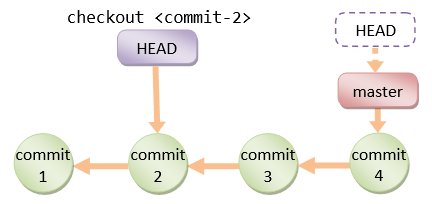 checkout <commit-2>
HEAD
HEAD
master
commit
1
commit
2
commit
3
commit
4